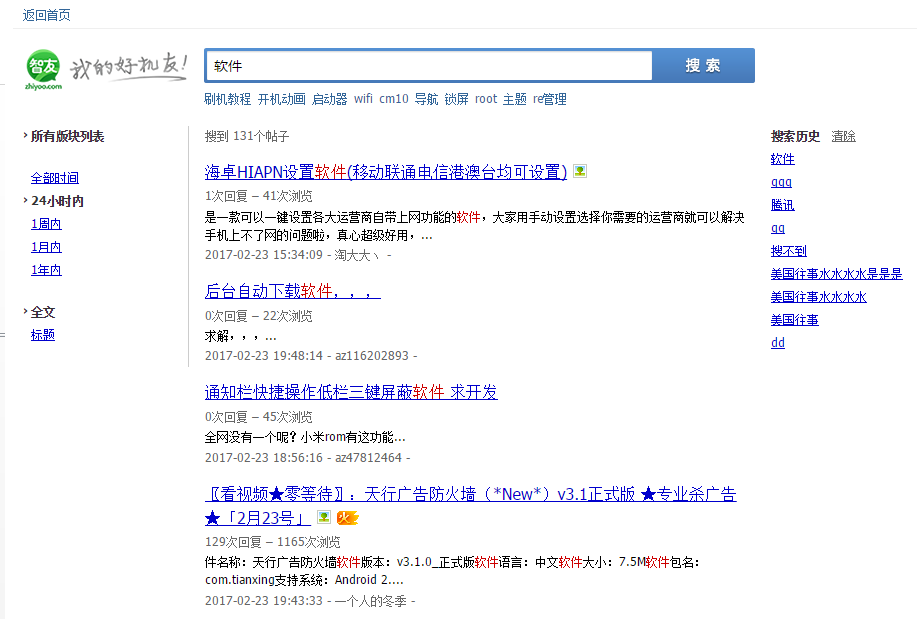 返回首页
智友
zhiyoo.com
我的好机友!
软件
搜 索
刷机教程 开机动画 启动器 wifi cm10 导航 锁屏 root 主题 re管理
所有版块列表
全部时间
24小时内
1周内
1月内
1年内
全文
标题
搜到 131个帖子
海卓HIAPN设置软件(移动联通电信港澳台均可设置)
1次回复 – 41次浏览
是一款可以一键设置各大运营商自带上网功能的软件，大家用手动设置选择你需要的运营商就可以解决
手机上不了网的问题啦，真心超级好用，...
2017-02-23 15:34:09 - 淘大大丶 -
后台自动下载软件，，，
0次回复 – 22次浏览
求解，，，...
2017-02-23 19:48:14 - az116202893 -
通知栏快捷操作低栏三键屏蔽软件 求开发
0次回复 – 45次浏览
全网没有一个呢？小米rom有这功能...
2017-02-23 18:56:16 - az47812464 -
〖看视频★零等待〗：天行广告防火墙（*New*）v3.1正式版 ★专业杀广告
★「2月23号」
火
129次回复 – 1165次浏览
件名称：天行广告防火墙软件版本：v3.1.0_正式版软件语言：中文软件大小：7.5M软件包名：
com.tianxing支持系统：Android 2....
2017-02-23 19:43:33 - 一个人的冬季 -
搜索历史 清除
软件
qqq
腾讯
qq
搜不到
美国往事水水水水是是是
美国往事水水水水
美国往事
dd